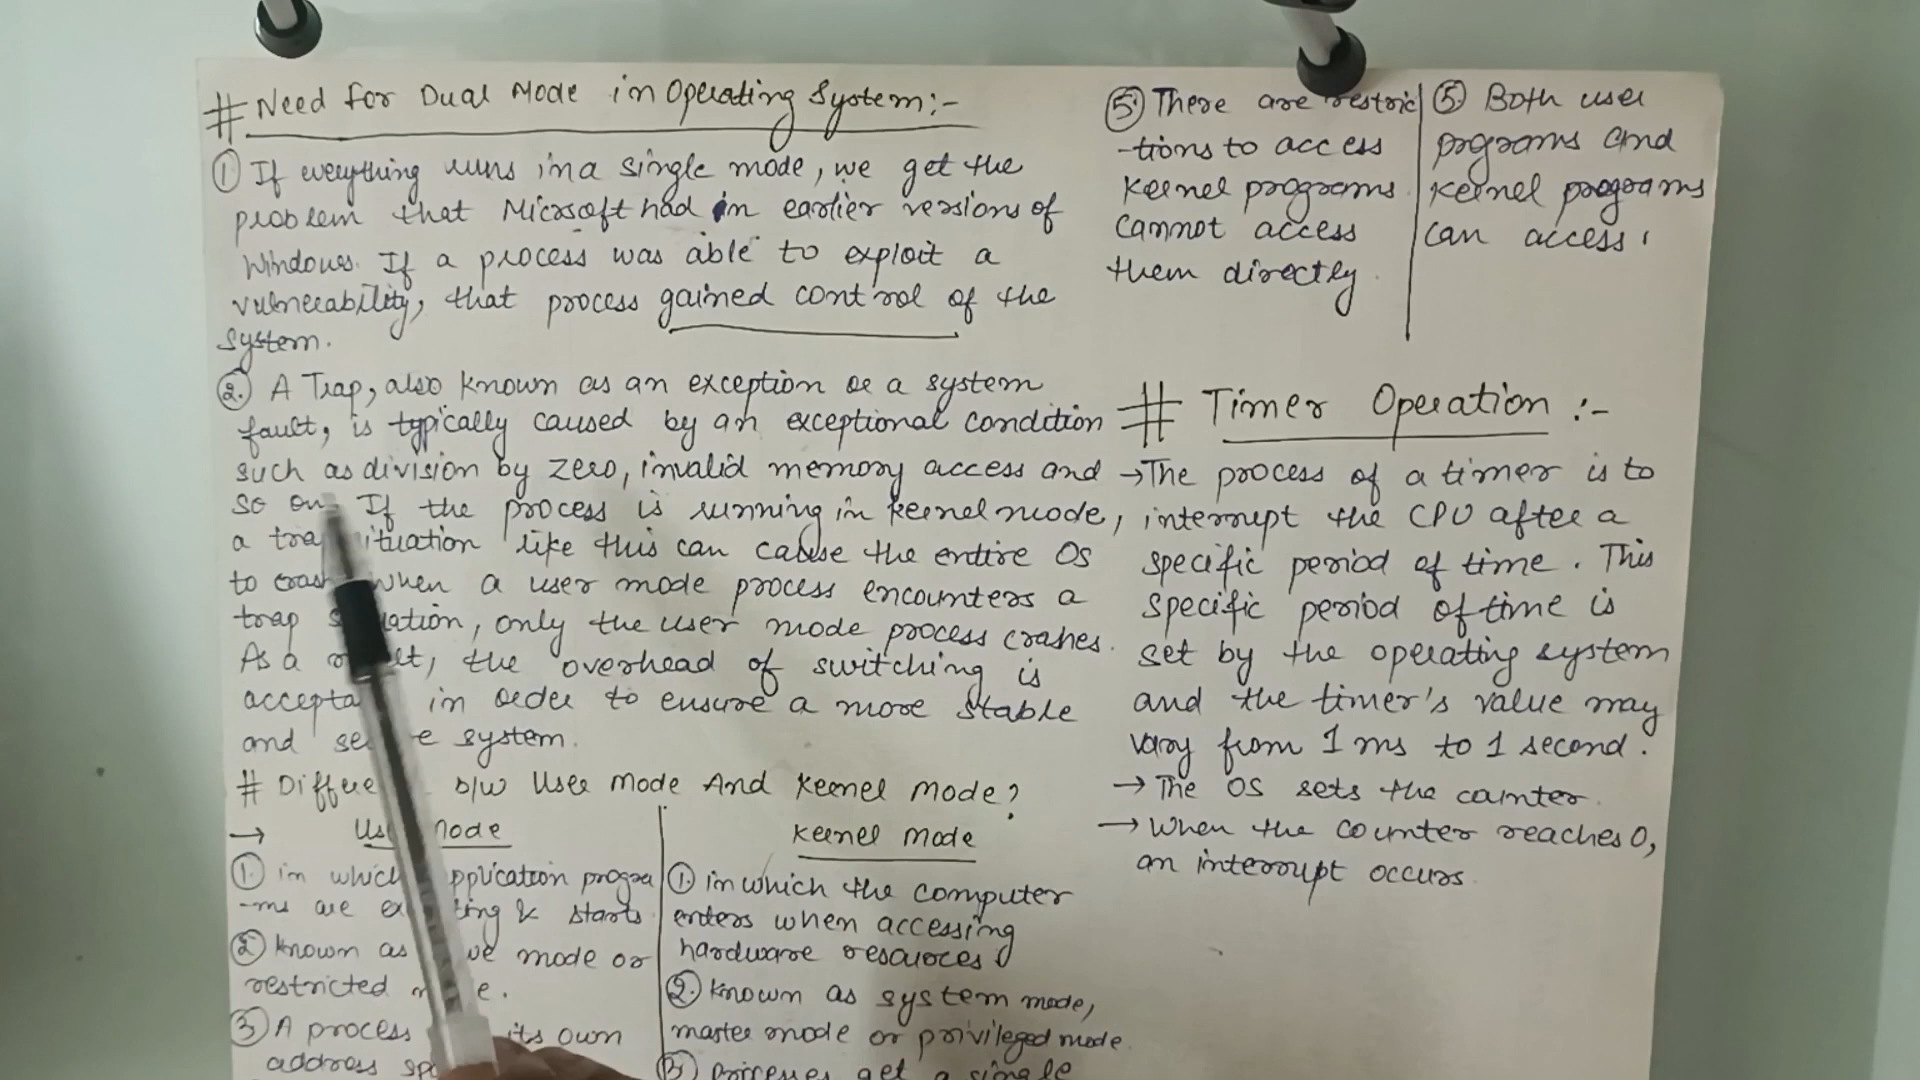 # Need for Dual Mode in Operating System:-
① If everything runs in a single mode, we get the
problem that Microsoft had in earlier versions of
Windows. If a process was able to exploit a
vulnerability, that process gained control of the
system.
②. A Trap, also known as an exception or a system
fault, is typically caused by an exceptional condition
such as division by zero, invalid memory access and
so on. If the process is running in kernel mode,
a trap situation like this can cause the entire OS
to crash. When a user mode process encounters a
trap situation, only the user mode process crashes.
As a result, the overhead of switching is
in order to ensure a more stable
and system.
# b/w User Mode And Kernel Mode?
→ User Mode
①. in which application progra
-ms are & starts
② known as mode or
restricted mode.
③ A process its own
address
Kernel Mode
①. in which the computer
enters when accessing
hardware resources
②. known as system mode,
master mode or privileged mode.
③ processes get a single
⑤ There are restric
-tions to access
kernel programs.
cannot access
them directly.
⑤. Both user
programs and
kernel programs
can access.
# Timer Operation :-
→ The process of a timer is to
interrupt the CPU after a
specific period of time. This
specific period of time is
set by the operating system
and the timer's value may
vary from 1 ms to 1 second.
→ The OS sets the counter.
→ When the counter reaches 0,
an interrupt occurs.